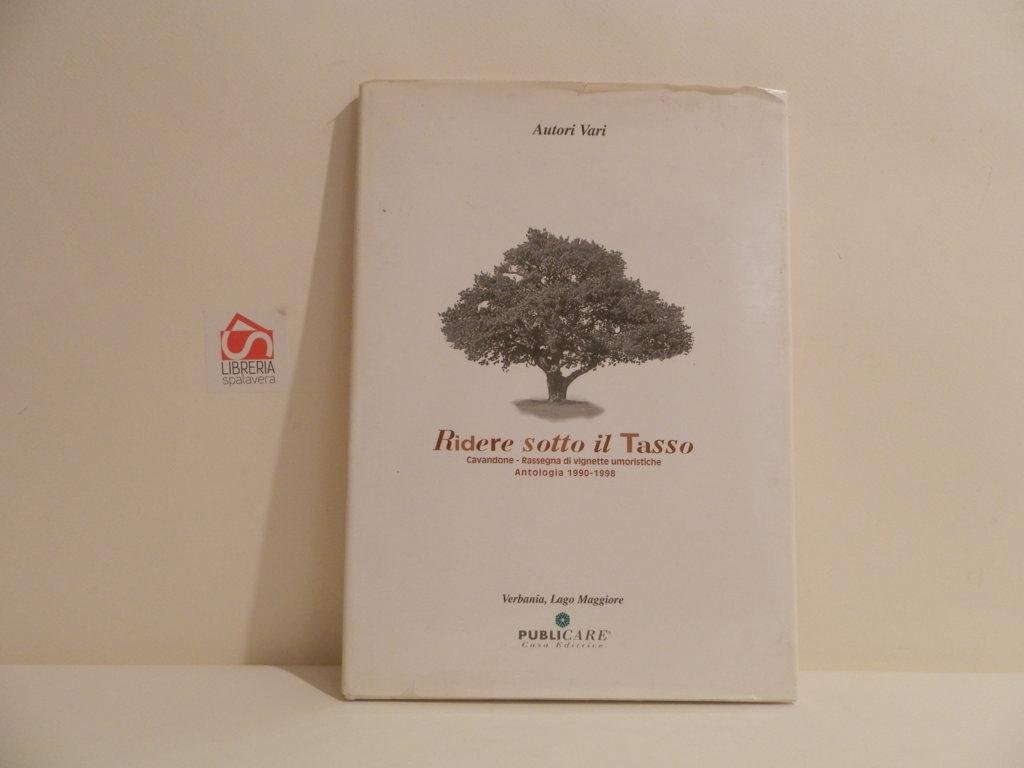 Autori Vari
Ridere sotto il Tasso
Cavandone - Rassegna di vignette umoristiche
Antologia 1990-1998
Verbania, Lago Maggiore
PUBLICARE®
Casa Editrice
LIBRERIA
spalavera